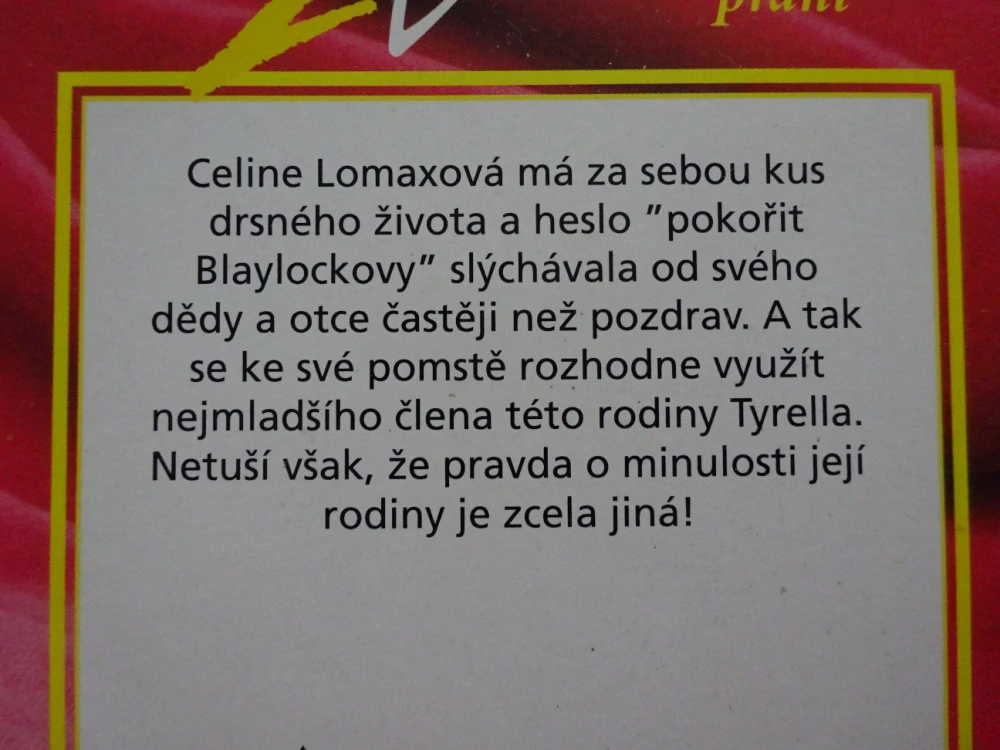 přání
Celine Lomaxová má za sebou kus
drsného života a heslo ”pokořit
Blaylockovy” slýchávala od svého
dědy a otce častěji než pozdrav. A tak
se ke své pomstě rozhodne využít
nejmladšího člena této rodiny Tyrella.
Netuší však, že pravda o minulosti její
rodiny je zcela jiná!